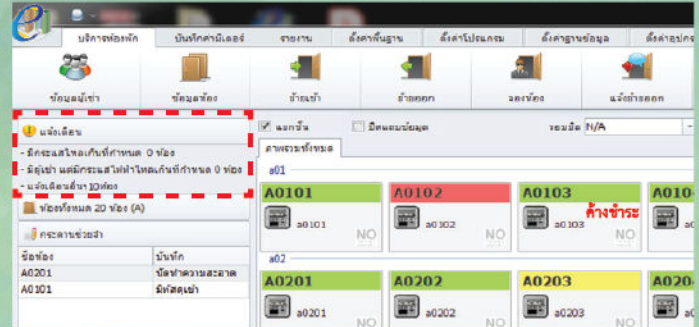 บริการห้องพัก บันทึกค่ามิเตอร์ รายงาน ตั้งค่าพื้นฐาน ตั้งค่าโปรแกรม ตั้งค่าฐานข้อมูล
ข้อมูลผู้เช่า ข้อมูลห้อง ย้ายเข้า ย้ายออก จองห้อง แจ้งย้ายออก
แจ้งเตือน
- มีกระแสไหลเกินที่กำหนด 0 ห้อง
- มีผู้เช่า แต่มีกระแสไฟฟ้าไหลเกินที่กำหนด 0 ห้อง
- แจ้งเตือนอื่นๆ 10ห้อง
ห้องทั้งหมด 20 ห้อง (A)
กระดานช่วยจำ
ชื่อห้อง บันทึก
A0201 ปัดทำความสะอาด
A0101 มีพัสดุเข้า
แยกชั้น N/A
ภาพรวมทั้งหมด
a01
A0101 A0102 A0103 A010
a0101 NO a0102 NO a0103 ค้างชำระ NO
a02
A0201 A0202 A0203 A020
a0201 NO a0202 NO a0203 NO